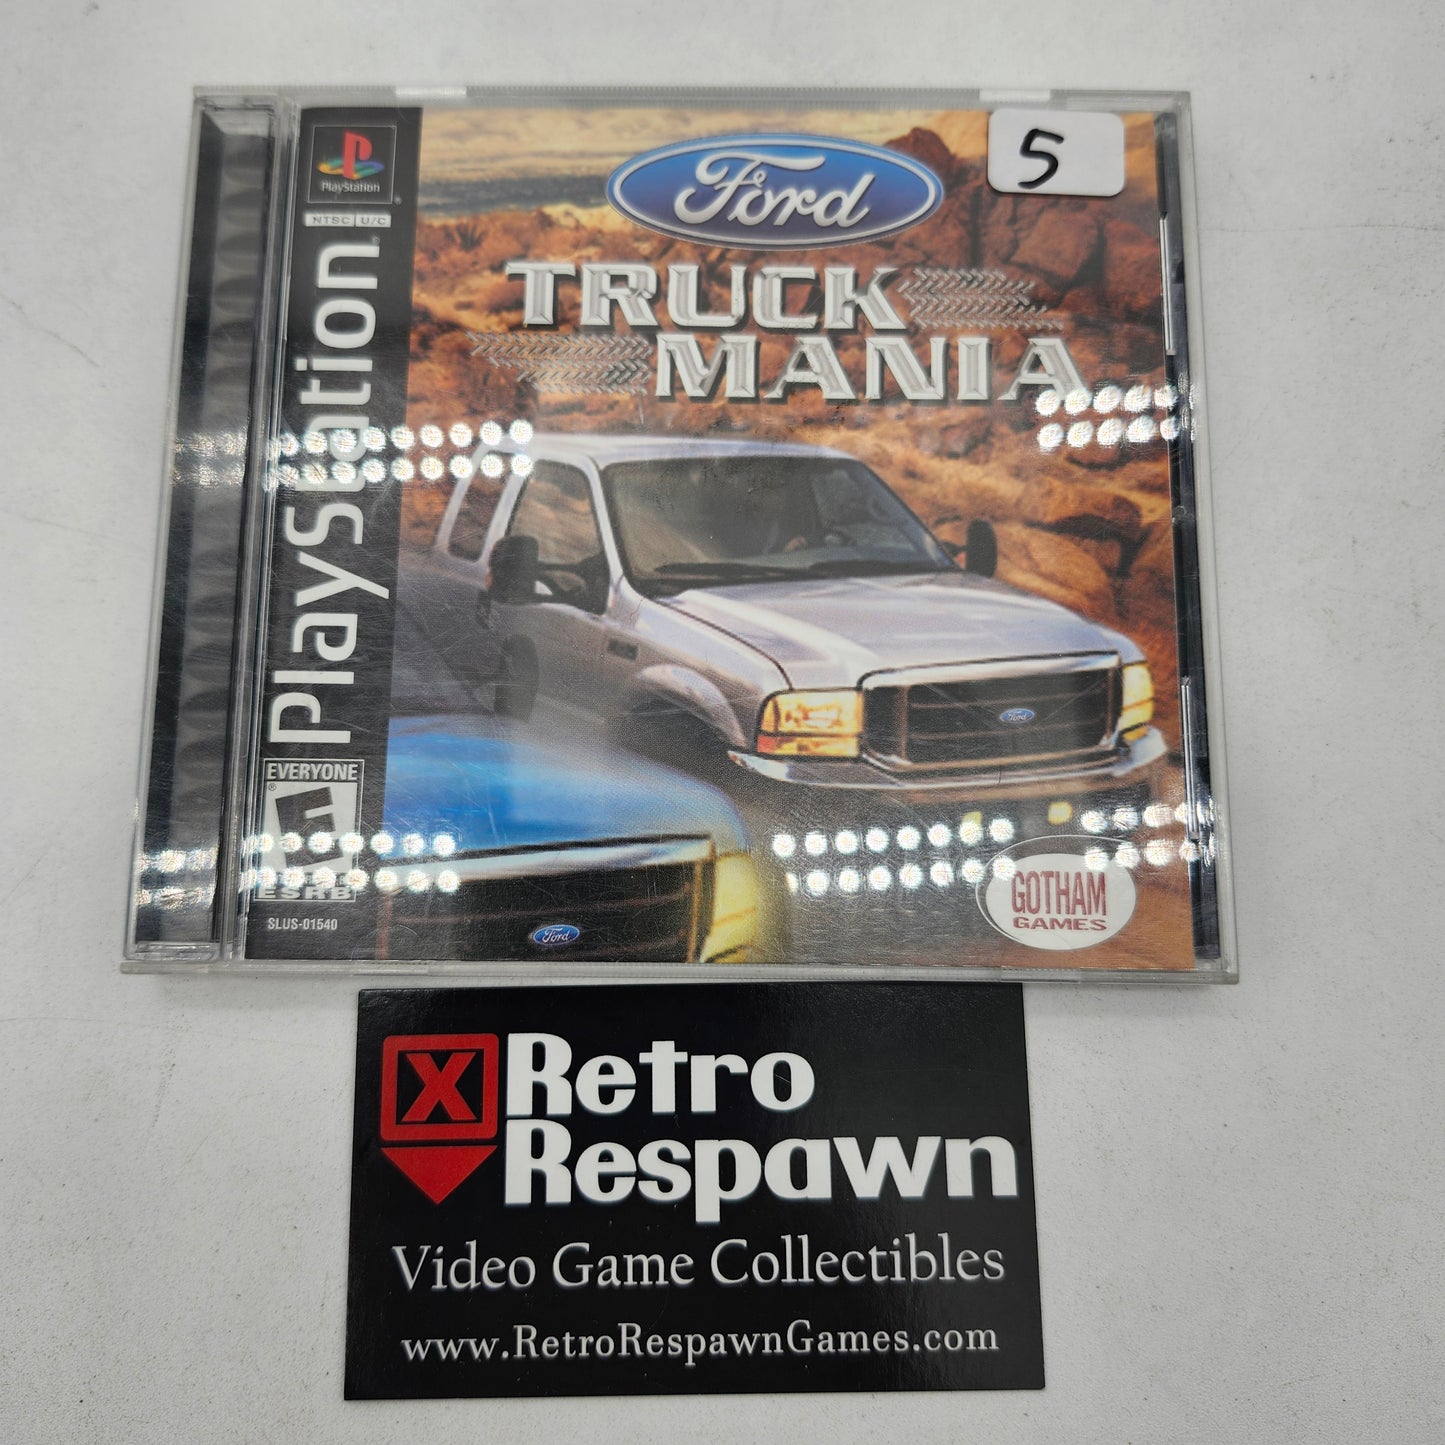 PlayStation
NTSC U/C
PlayStation
EVERYONE
E
ESRB
SLUS-01540
Ford
5
TRUCK
MANIA
Ford
Ford
GOTHAM
GAMES
X
Retro
Respawn
Video Game Collectibles
www.RetroRespawnGames.com